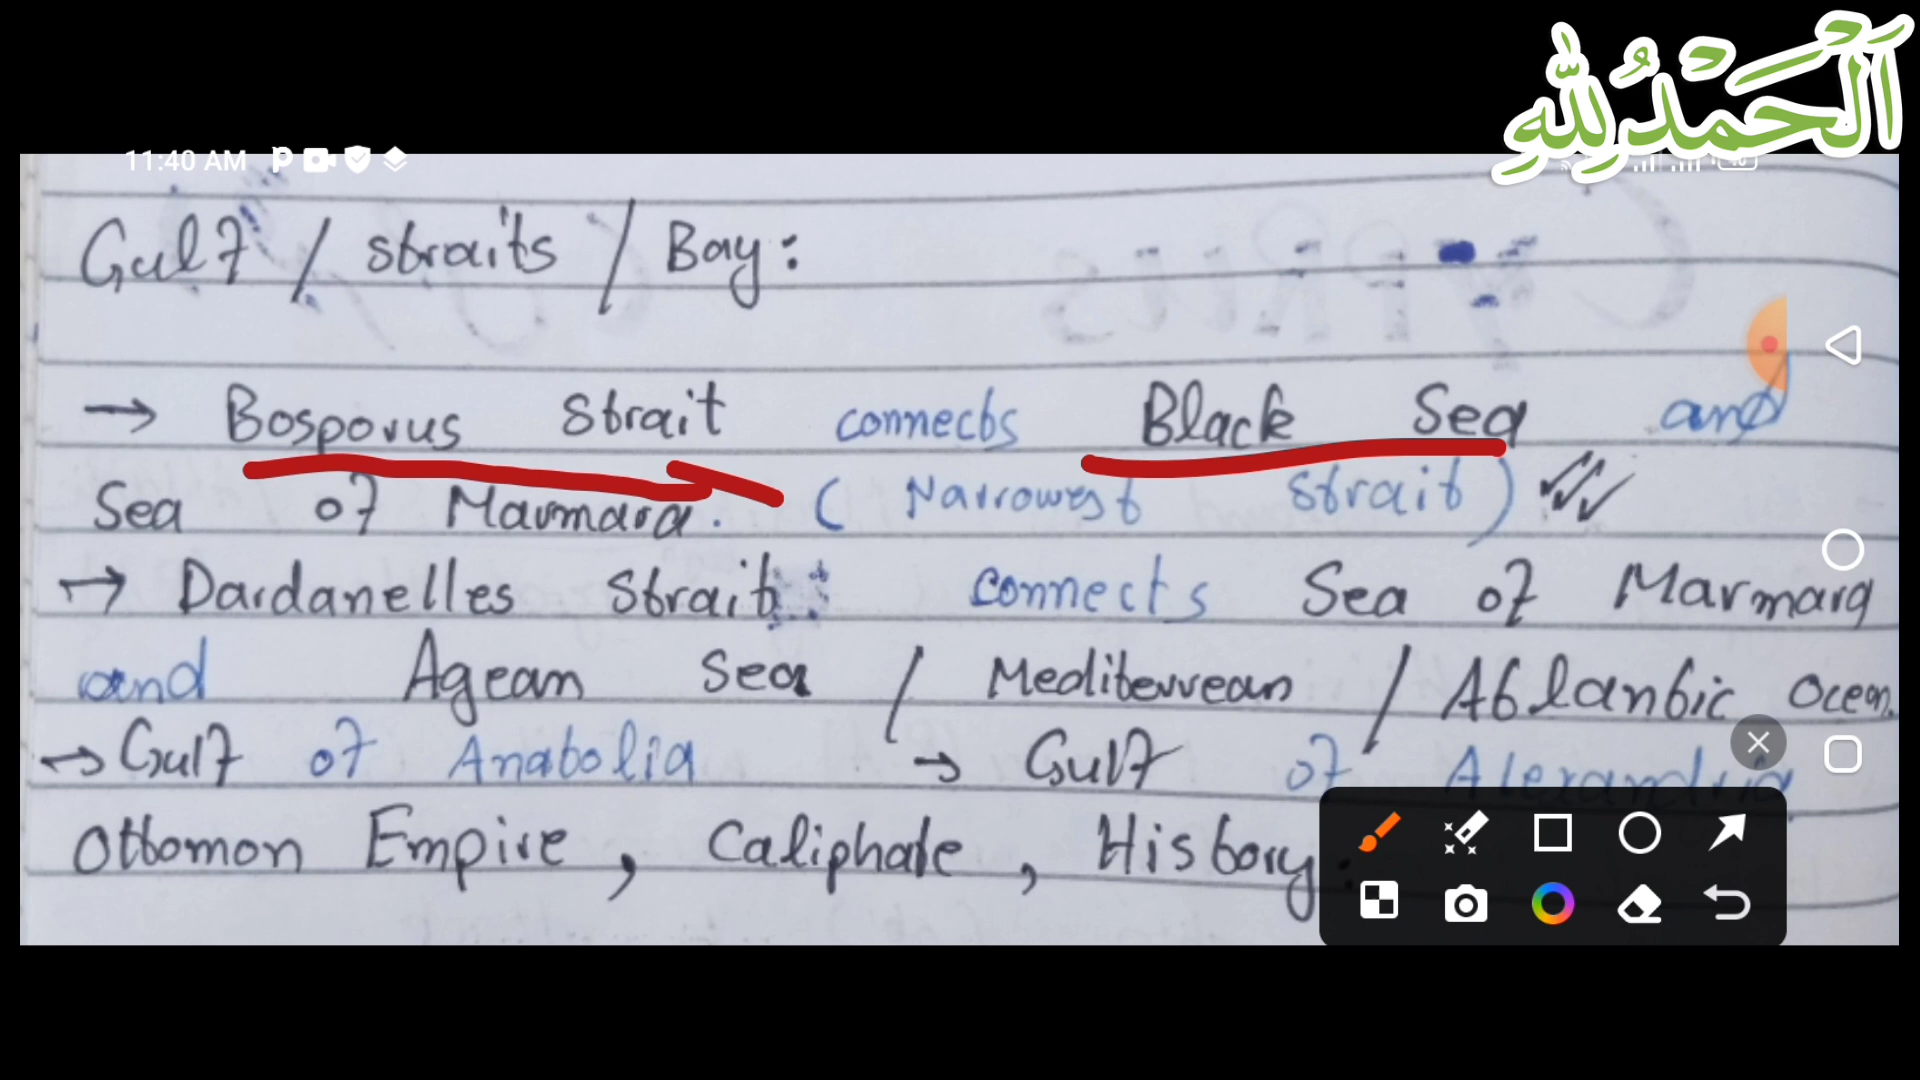 اَلْحَمْدُ لِلّٰهِ
11:40 AM
Gulf / straits / Bay:
→ Bosporus strait connects Black Sea and
Sea of Marmara. (Narrowest strait)
→ Dardanelles strait: connects Sea of Marmara
and Agean Sea / Mediterrean / Atlantic Ocean.
→ Gulf of Anatolia → Gulf of Alexandria
Ottomon Empire, Caliphate, History: